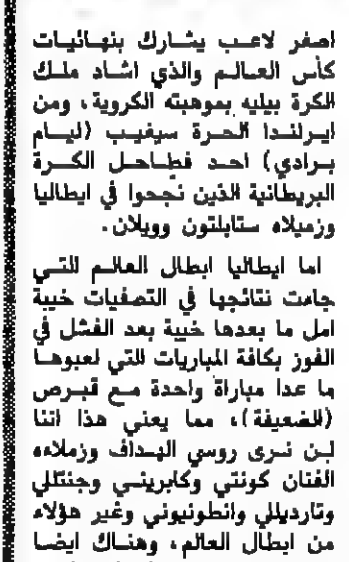 اصغر لاعب يشارك بنهائيات
كأس العالم والذي اشاد ملك
الكرة بيليه بموهبته الكروية، ومن
ايرلندا الحرة سيغيب (ليام
برادي) احد فطاحل الكرة
البريطانية الذين نجحوا في ايطاليا
وزميلاه ستابلتون وويلان.
اما ايطاليا ابطال العالم للتي
جاءت نتائجها في التصفيات خيبة
امل ما بعدها خيبة بعد الفشل في
الفوز بكافة المباريات للتي لعبوها
ما عدا مباراة واحدة مع قبرص
(الضعيفة)، مما يعني هذا اننا
لن نرى روسي الهداف وزملاءه
الفنان كونتي وكابريني وجنتلي
وتارديللي وانطونيوني وغير هؤلاء
من ابطال العالم، وهناك ايضا